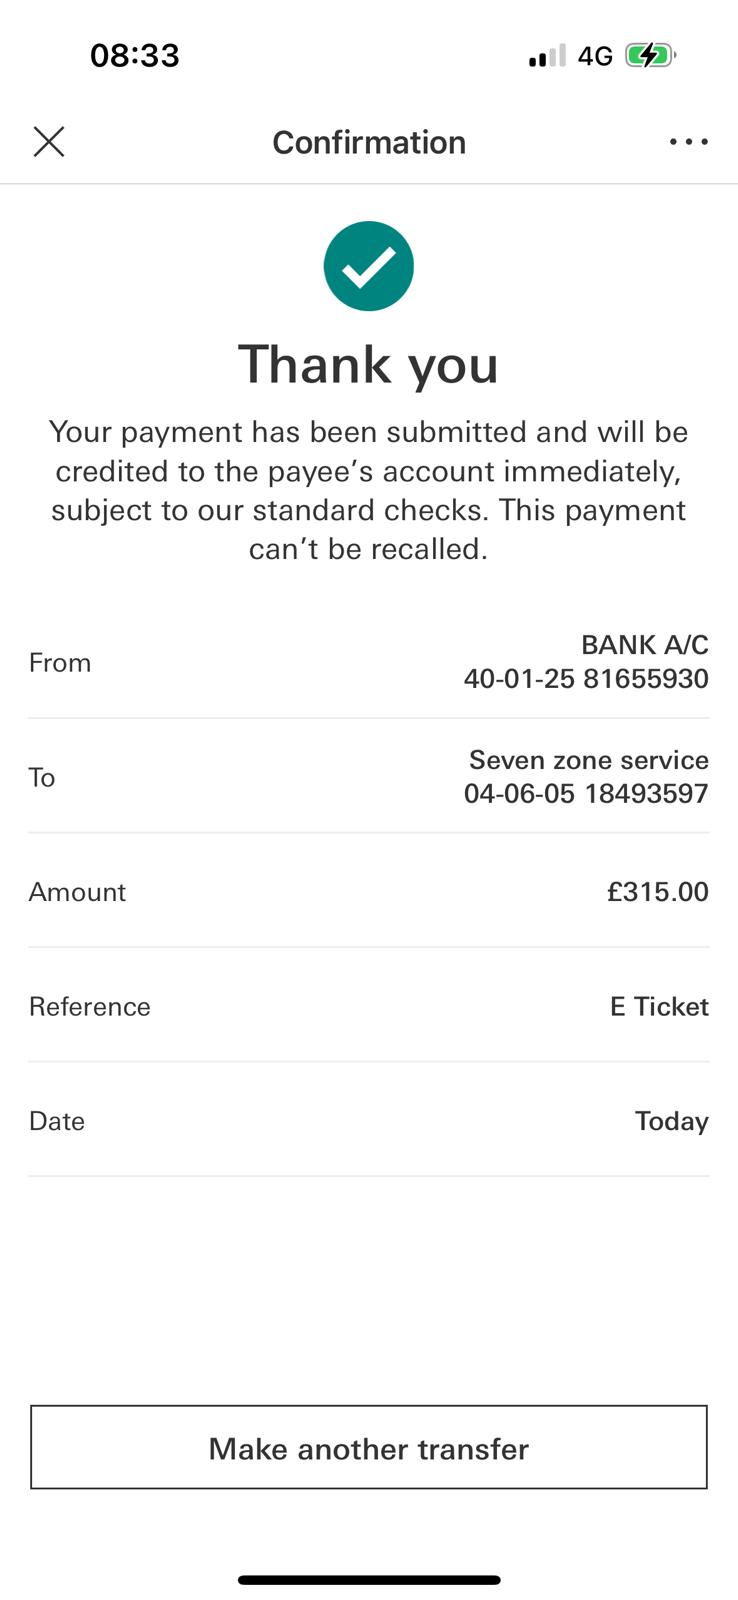 08:33
4G
Confirmation
Thank you
Your payment has been submitted and will be
credited to the payee’s account immediately,
subject to our standard checks. This payment
can’t be recalled.
From
BANK A/C
40-01-25 81655930
To
Seven zone service
04-06-05 18493597
Amount
£315.00
Reference
E Ticket
Date
Today
Make another transfer